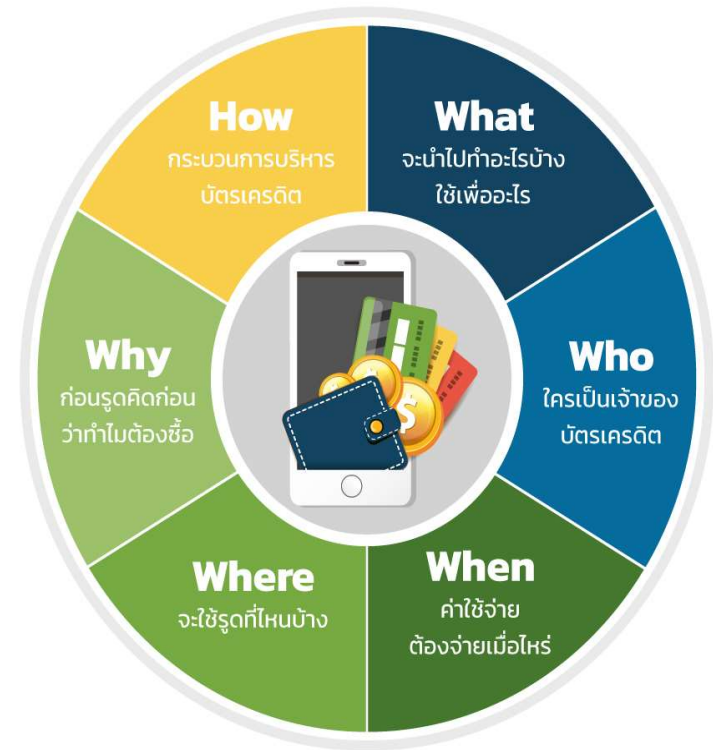 How
กระบวนการบริหาร
บัตรเครดิต
What
จะนำไปทำอะไรบ้าง
ใช้เพื่ออะไร
Why
ก่อนรูดคิดก่อน
ว่าทำไมต้องซื้อ
Who
ใครเป็นเจ้าของ
บัตรเครดิต
Where
จะใช้รูดที่ไหนบ้าง
When
ค่าใช้จ่าย
ต้องจ่ายเมื่อไหร่